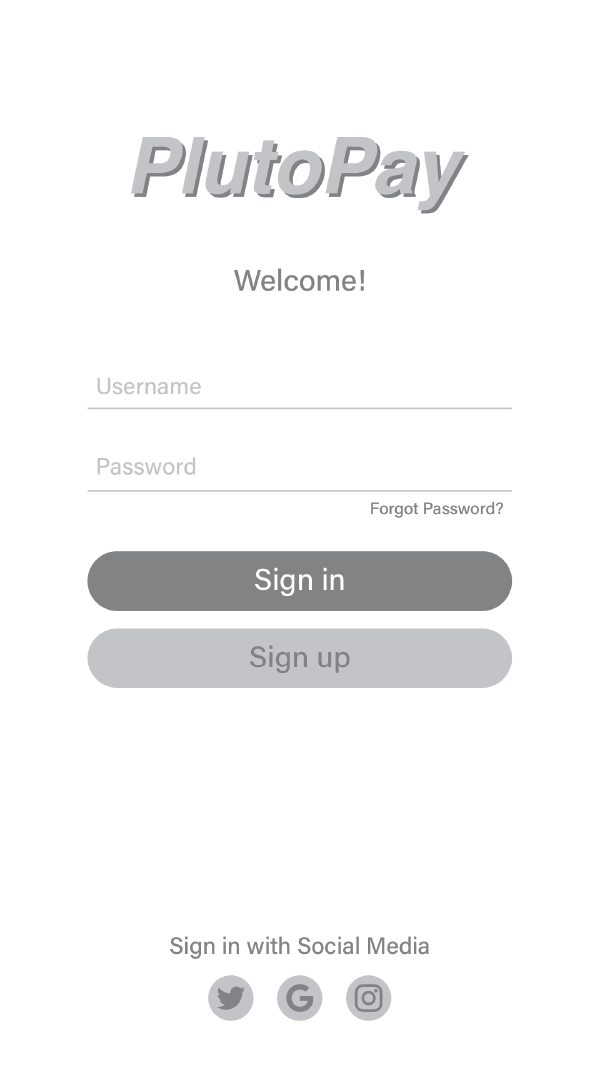 PlutoPay
Welcome!
Username
Password
Forgot Password?
Sign in
Sign up
Sign in with Social Media